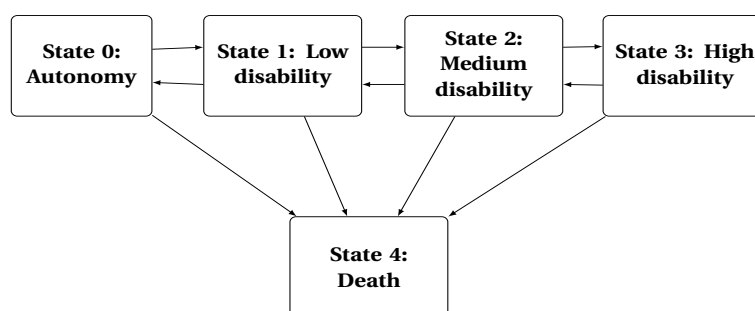 State 0:
Autonomy
State 1: Low
disability
State 2:
Medium
disability
State 3: High
disability
State 4:
Death